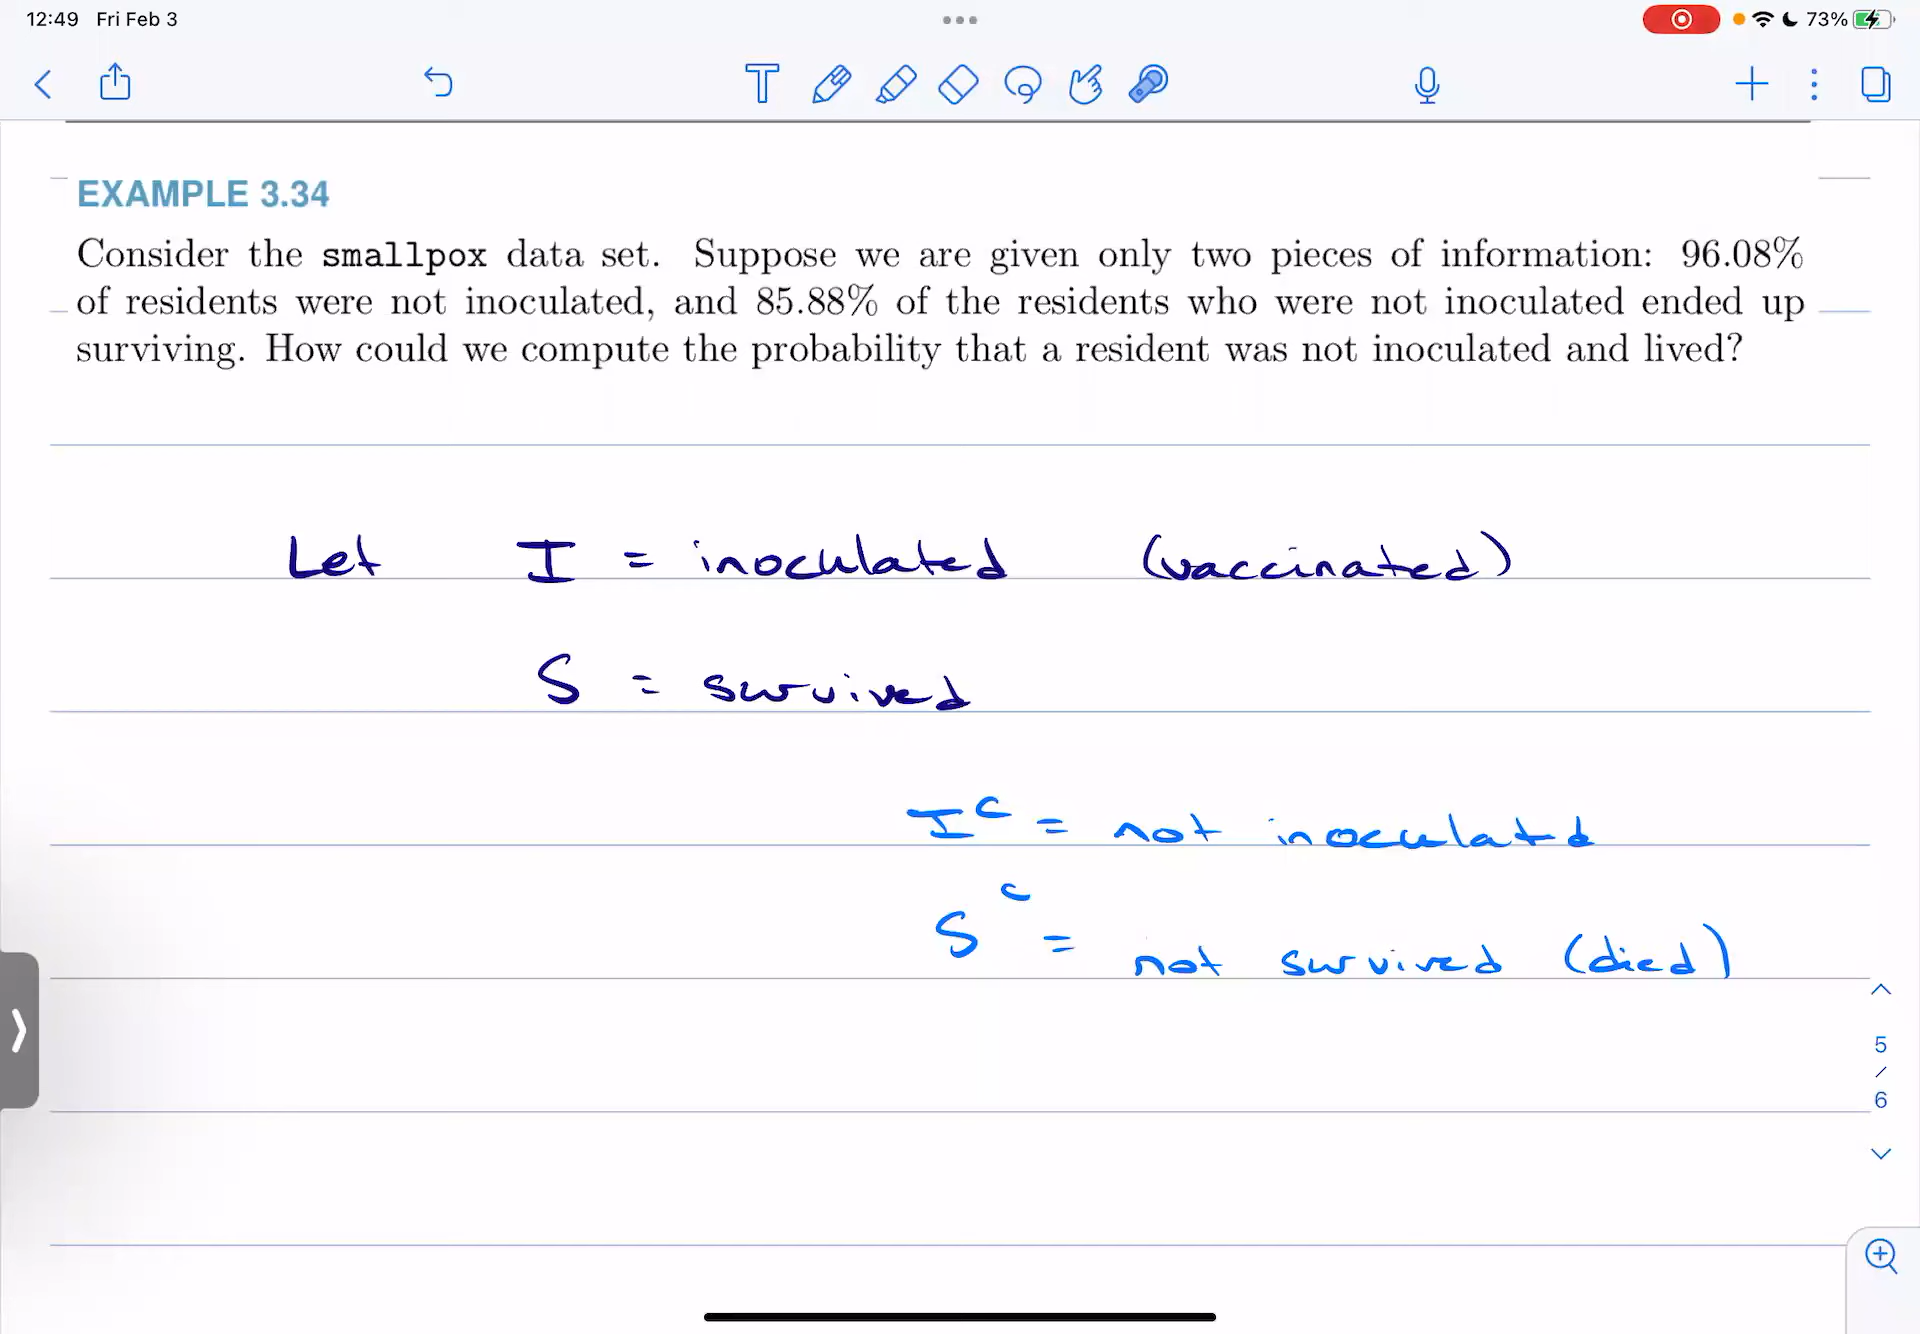 12:49 Fri Feb 3
73%
EXAMPLE 3.34
Consider the smallpox data set. Suppose we are given only two pieces of information: 96.08%
of residents were not inoculated, and 85.88% of the residents who were not inoculated ended up
surviving. How could we compute the probability that a resident was not inoculated and lived?
Let I = inoculated (vaccinated)
S = survived
I^c = not inoculatd
S^c = not survived (died)
5
/
6